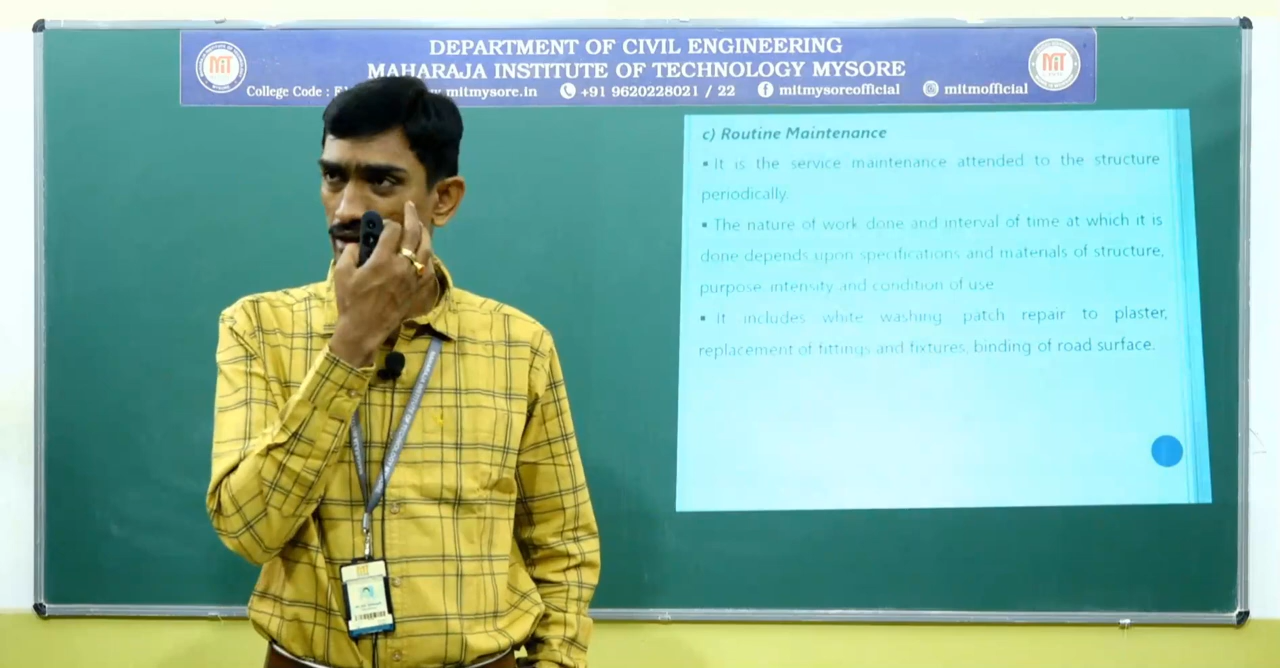 DEPARTMENT OF CIVIL ENGINEERING
MAHARAJA INSTITUTE OF TECHNOLOGY MYSORE
College Code : mitmysore.in +91 9620228021 / 22 mitmysoreofficial mitmofficial
MIT
MIT
c) Routine Maintenance
▪ It is the service maintenance attended to the structure
periodically.
▪ The nature of work done and interval of time at which it is
done depends upon specifications and materials of structure,
purpose, intensity and condition of use
▪ It includes white washing patch repair to plaster,
replacement of fittings and fixtures, binding of road surface.
MIT